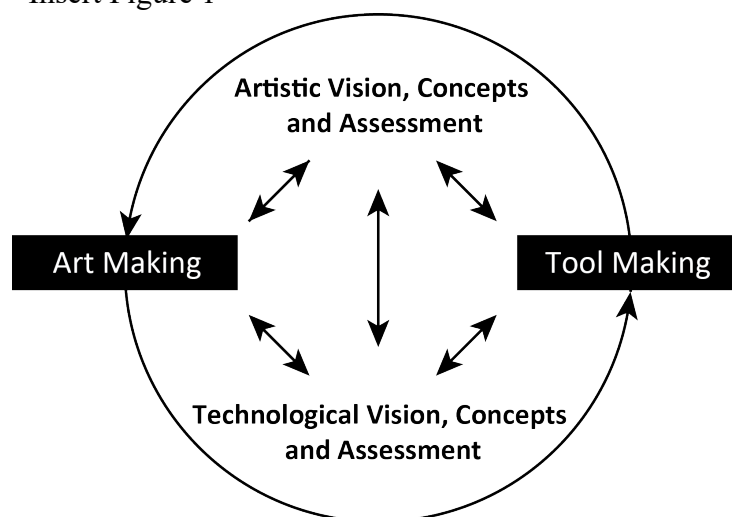 Insert Figure 1
Artistic Vision, Concepts
and Assessment
Art Making
Tool Making
Technological Vision, Concepts
and Assessment